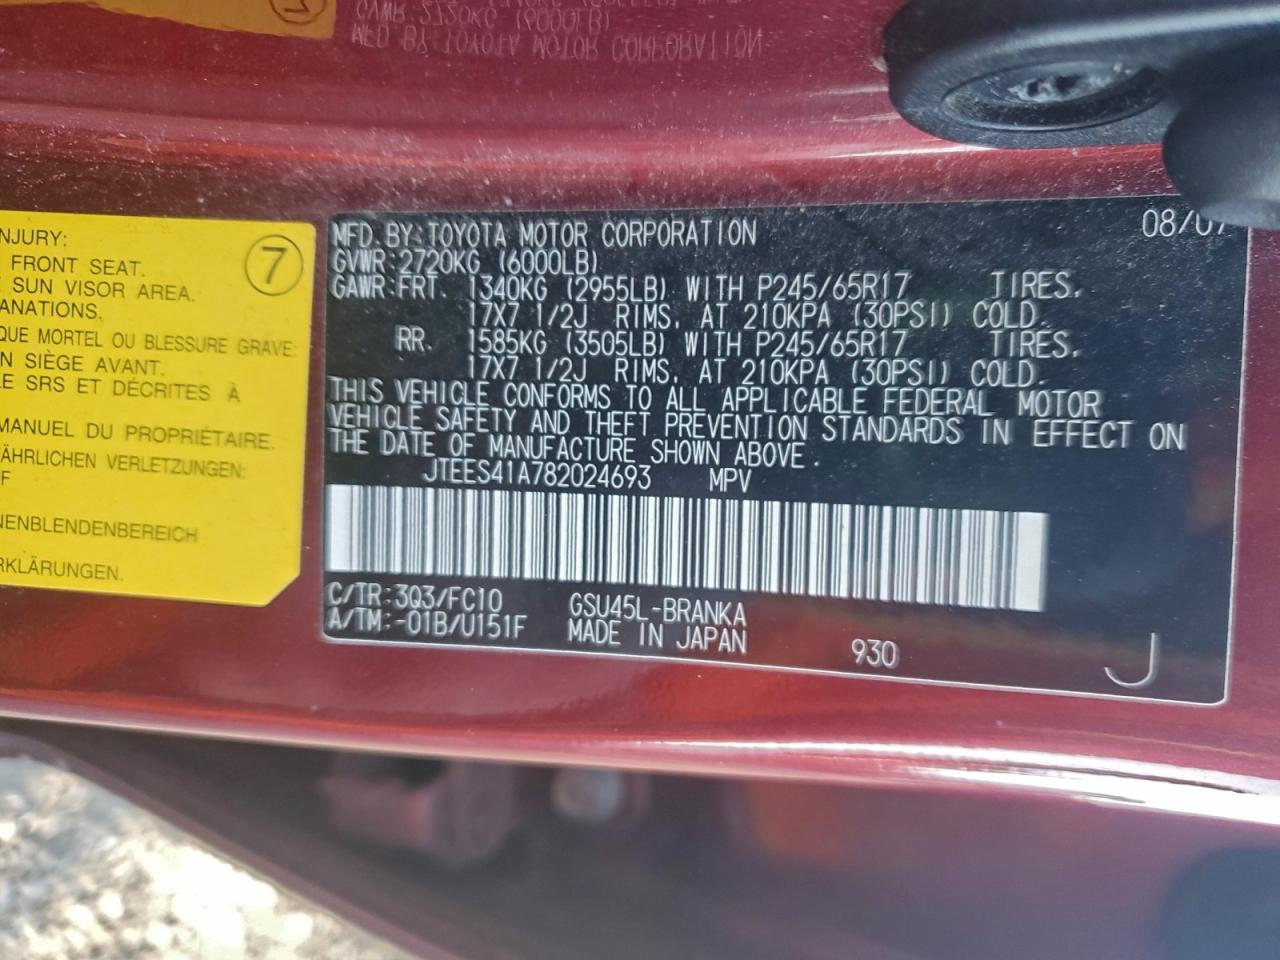 NJURY:
FRONT SEAT.
SUN VISOR AREA.
ANATIONS.
QUE MORTEL OU BLESSURE GRAVE:
N SIÈGE AVANT.
LE SRS ET DÉCRITES À
MANUEL DU PROPRIÉTAIRE.
ÄHRLICHEN VERLETZUNGEN:
F
NENBLENDENBEREICH
RKLÄRUNGEN.
7
MFD. BY: TOYOTA MOTOR CORPORATION 08/07
GVWR: 2720KG (6000LB)
GAWR: FRT. 1340KG (2955LB) WITH P245/65R17 TIRES,
17X7 1/2J RIMS, AT 210KPA (30PSI) COLD.
RR. 1585KG (3505LB) WITH P245/65R17 TIRES,
17X7 1/2J RIMS, AT 210KPA (30PSI) COLD.
THIS VEHICLE CONFORMS TO ALL APPLICABLE FEDERAL MOTOR
VEHICLE SAFETY AND THEFT PREVENTION STANDARDS IN EFFECT ON
THE DATE OF MANUFACTURE SHOWN ABOVE.
JTEES41A782024693 MPV
C/TR: 3Q3/FC10 GSU45L-BRANKA
A/TM: -01B/U151F MADE IN JAPAN
930 J